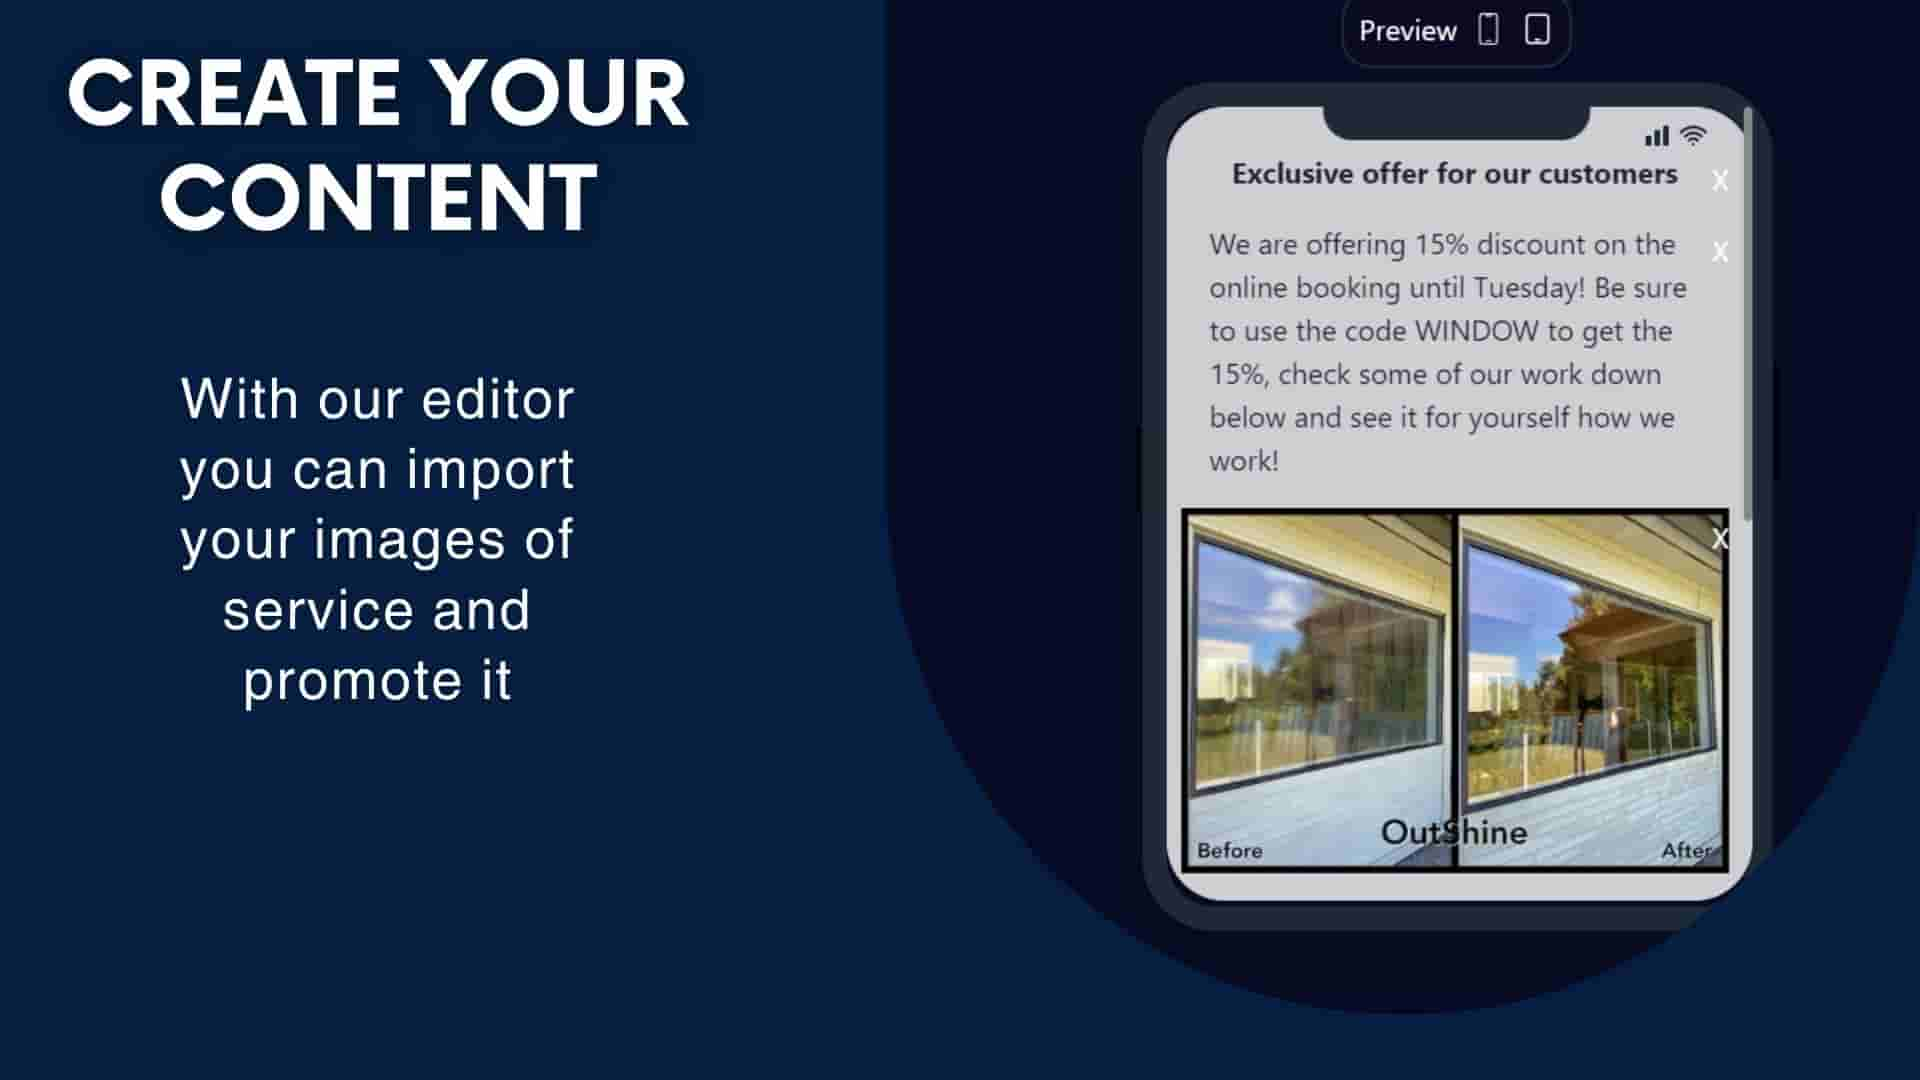 CREATE YOUR
CONTENT
With our editor
you can import
your images of
service and
promote it
Preview
Exclusive offer for our customers
X
We are offering 15% discount on the
X
online booking until Tuesday! Be sure
to use the code WINDOW to get the
15%, check some of our work down
below and see it for yourself how we
work!
X
OutShine
Before
After